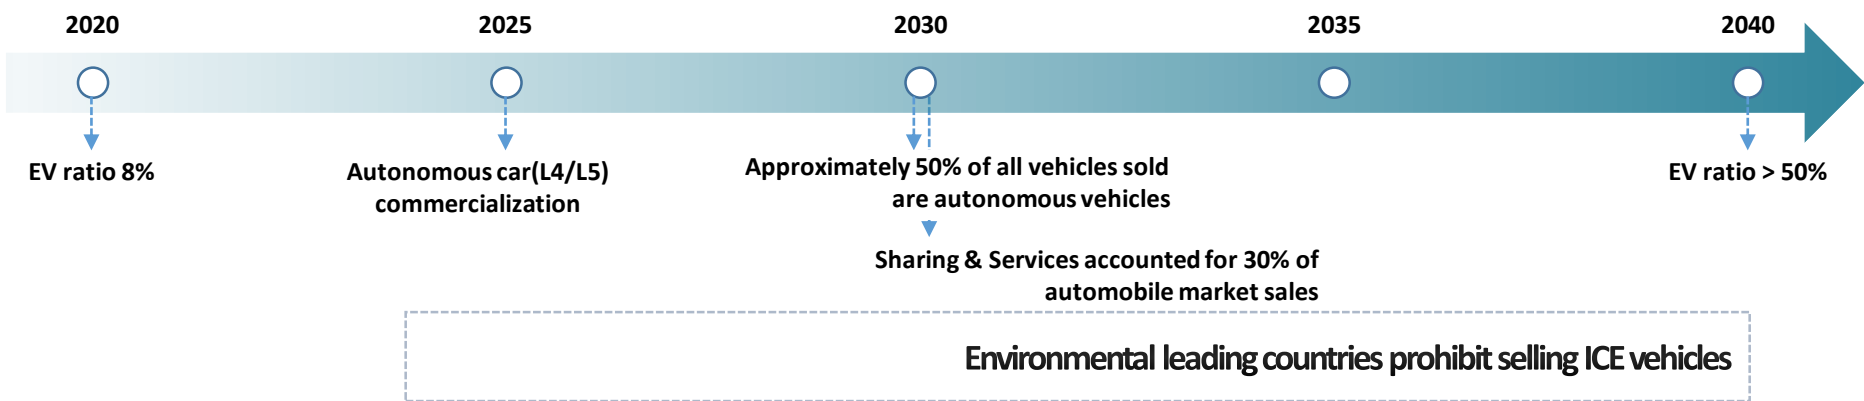 2020
2025
2030
2035
2040
EV ratio 8%
Autonomous car(L4/L5)
commercialization
Approximately 50% of all vehicles sold
are autonomous vehicles
Sharing & Services accounted for 30% of
automobile market sales
EV ratio > 50%
Environmental leading countries prohibit selling ICE vehicles